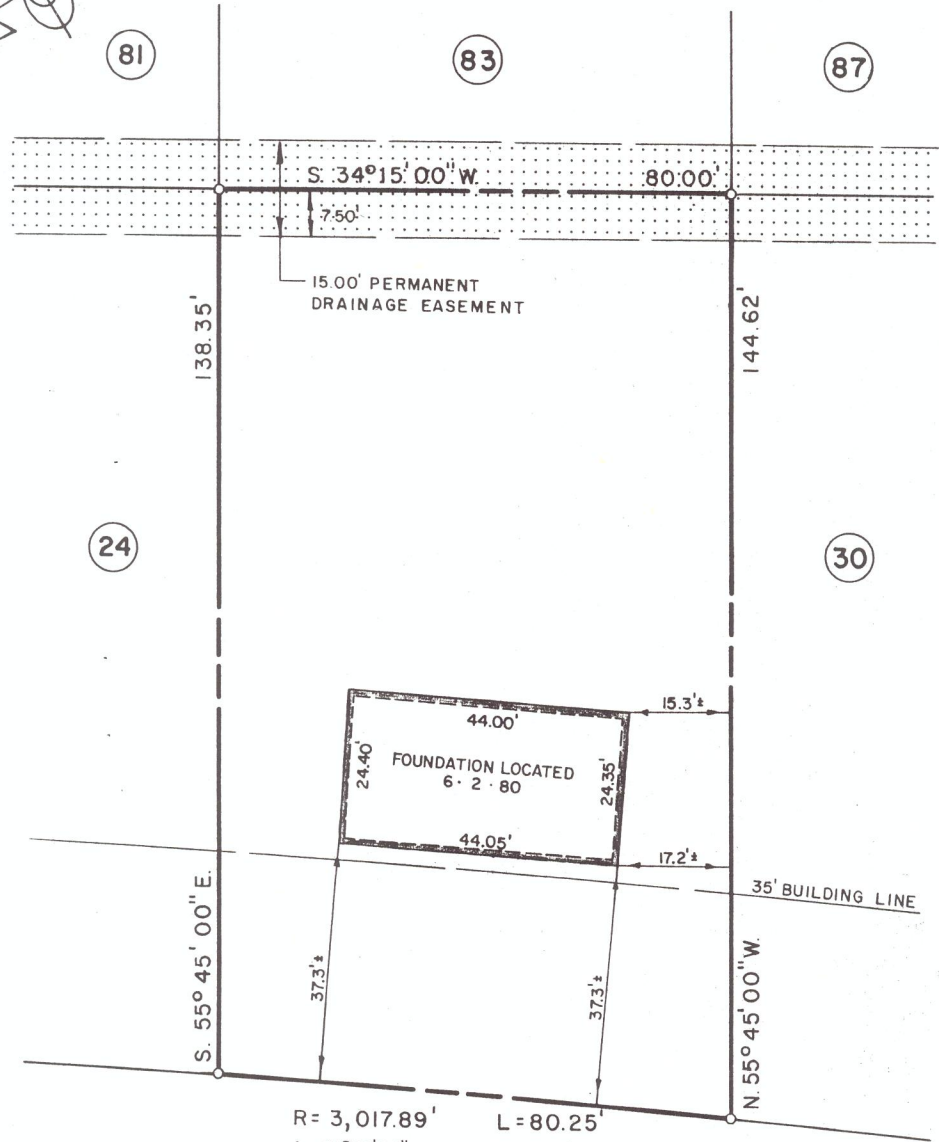 81
83
87
S. 34° 15' 00" W. 80.00'
7.50'
15.00' PERMANENT
DRAINAGE EASEMENT
138.35'
144.62'
24
30
15.3'±
44.00'
24.40'
FOUNDATION LOCATED
6·2·80
24.35'
44.05'
17.2'±
35' BUILDING LINE
S. 55° 45' 00" E.
37.3'±
37.3'±
N. 55° 45' 00" W.
R= 3,017.89' L= 80.25'